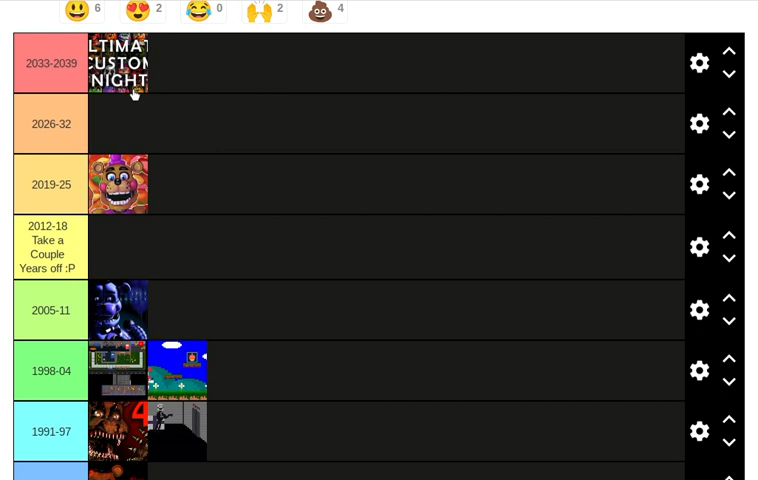 6 2 0 2 4
2033-2039
ULTIMAT
CUSTOM
NIGHT
2026-32
2019-25
2012-18
Take a
Couple
Years off :P
2005-11
1998-04
1991-97
4